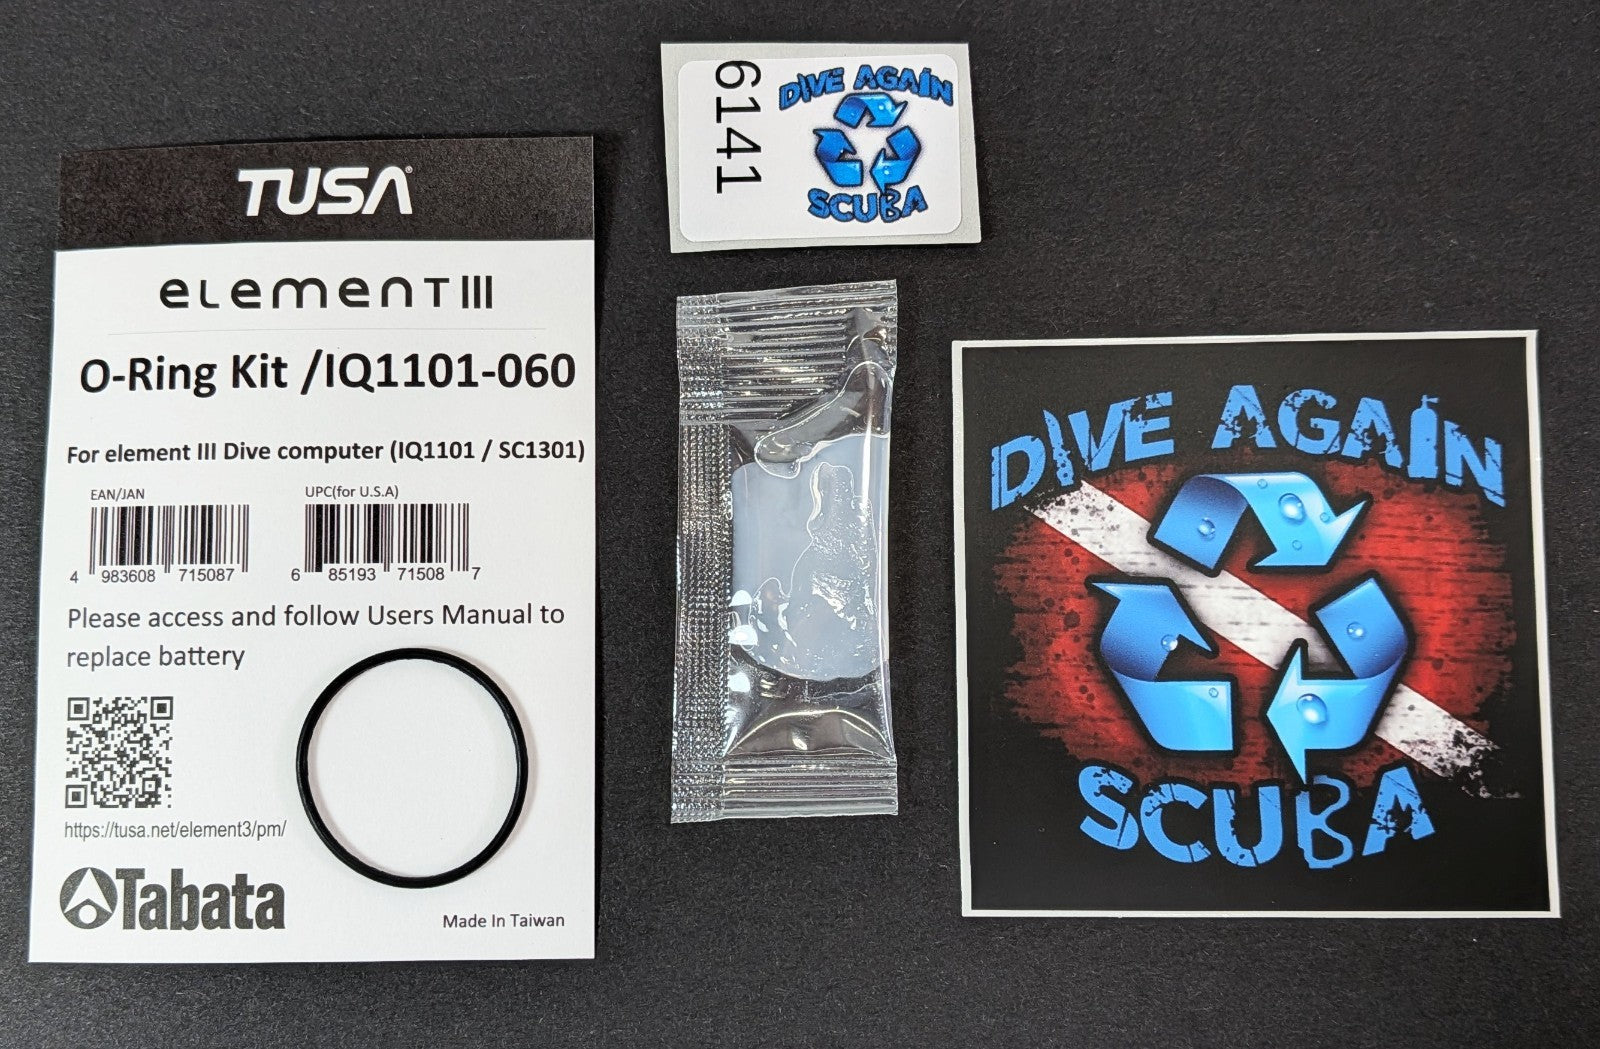 TUSA®
eLemenT III
O-Ring Kit /IQ1101-060
For element III Dive computer (IQ1101 / SC1301)
EAN/JAN
4 983608 715087
UPC(for U.S.A)
6 85193 71508 7
Please access and follow Users Manual to
replace battery
https://tusa.net/element3/pm/
Tabata
Made In Taiwan
6141
DIVE AGAIN
SCUBA
DIVE AGAIN
SCUBA